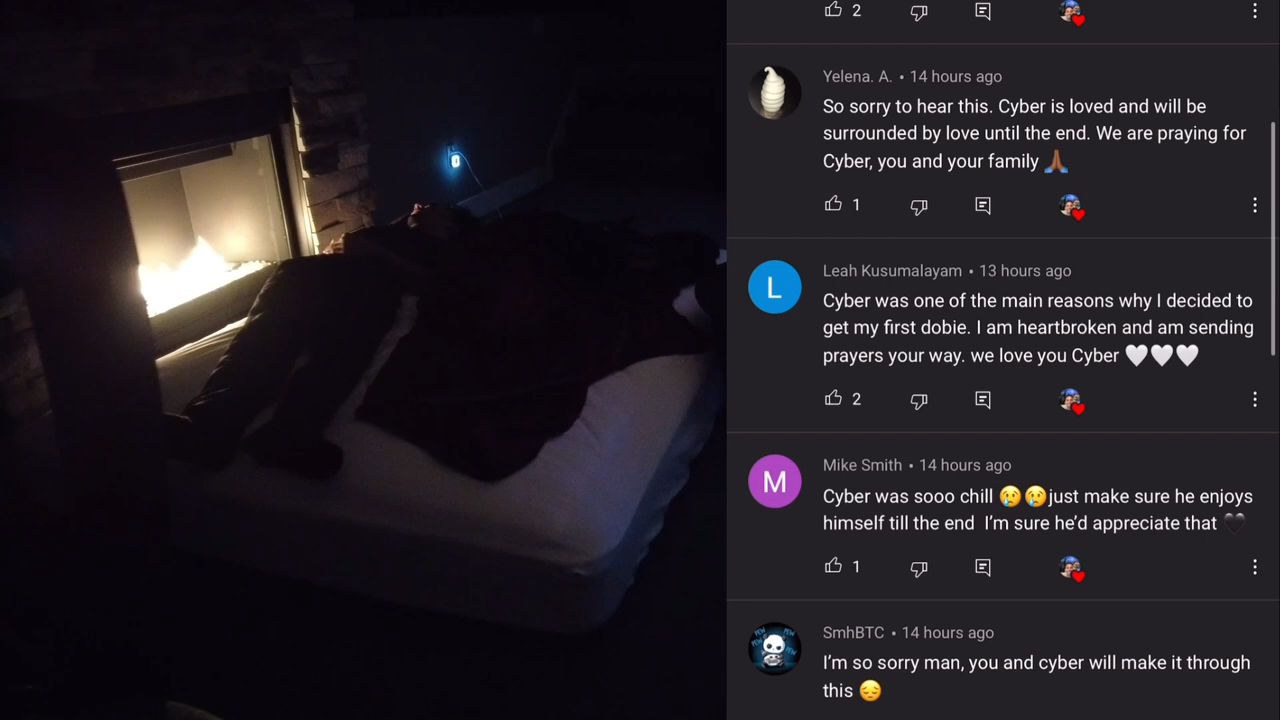 2
Yelena. A. • 14 hours ago
So sorry to hear this. Cyber is loved and will be
surrounded by love until the end. We are praying for
Cyber, you and your family 🙏🏾
1
L
Leah Kusumalayam • 13 hours ago
Cyber was one of the main reasons why I decided to
get my first dobie. I am heartbroken and am sending
prayers your way. we love you Cyber 🤍🤍🤍
2
M
Mike Smith • 14 hours ago
Cyber was sooo chill 😢😢just make sure he enjoys
himself till the end  I’m sure he’d appreciate that 🖤
1
SmhBTC • 14 hours ago
I’m so sorry man, you and cyber will make it through
this 😔